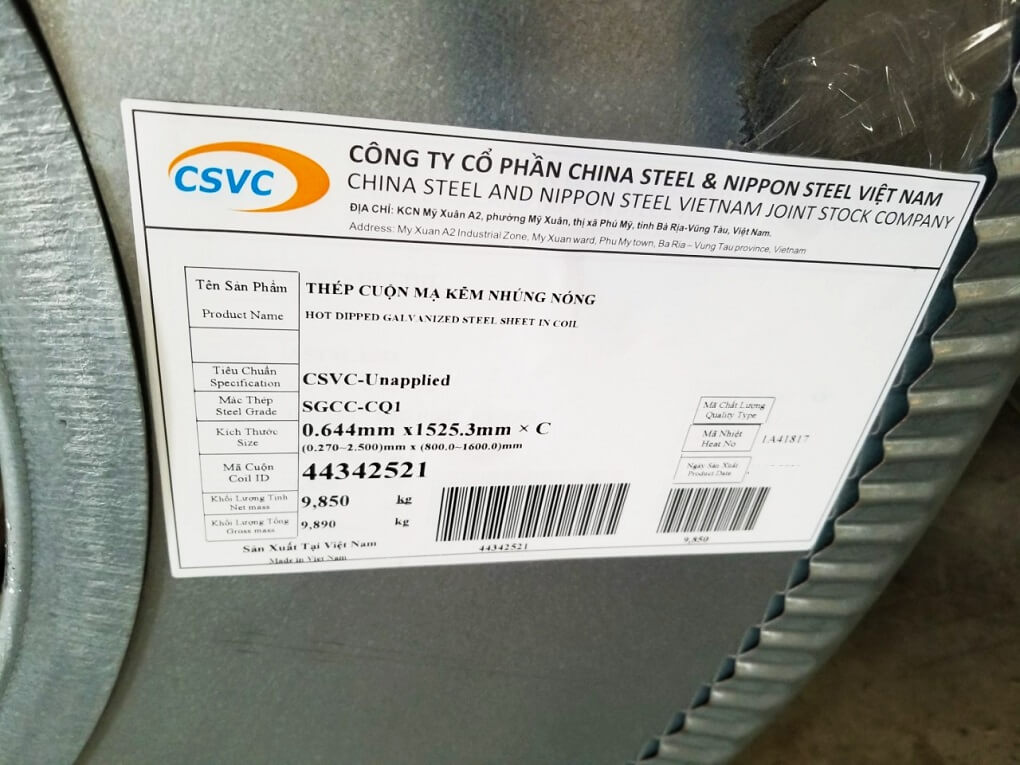 CSVC
CÔNG TY CỔ PHẦN CHINA STEEL & NIPPON STEEL VIỆT NAM
CHINA STEEL AND NIPPON STEEL VIETNAM JOINT STOCK COMPANY
ĐỊA CHỈ: KCN Mỹ Xuân A2, phường Mỹ Xuân, thị xã Phú Mỹ, tỉnh Bà Rịa-Vũng Tàu, Việt Nam.
Address: My Xuan A2 Industrial Zone, My Xuan ward, Phu My town, Ba Ria – Vung Tau province, Vietnam
Tên Sản Phẩm THÉP CUỘN MẠ KẼM NHÚNG NÓNG
Product Name HOT DIPPED GALVANIZED STEEL SHEET IN COIL
Tiêu Chuẩn
Specification CSVC-Unapplied
Mác Thép
Steel Grade SGCC-CQ1
Mã Chất Lượng
Quality Type
Kích Thước
Size 0.644mm x1525.3mm × C
(0.270~2.500)mm x (800.0~1600.0)mm
Mã Nhiệt
Heat No 1A41817
Mã Cuộn
Coil ID 44342521
Ngày Sản Xuất
Product Date
Khối Lượng Tịnh
Net mass 9,850 kg
Khối Lượng Tổng
Gross mass 9,890 kg
44342521
9,850
Sản Xuất Tại Việt Nam
Made in Viet Nam